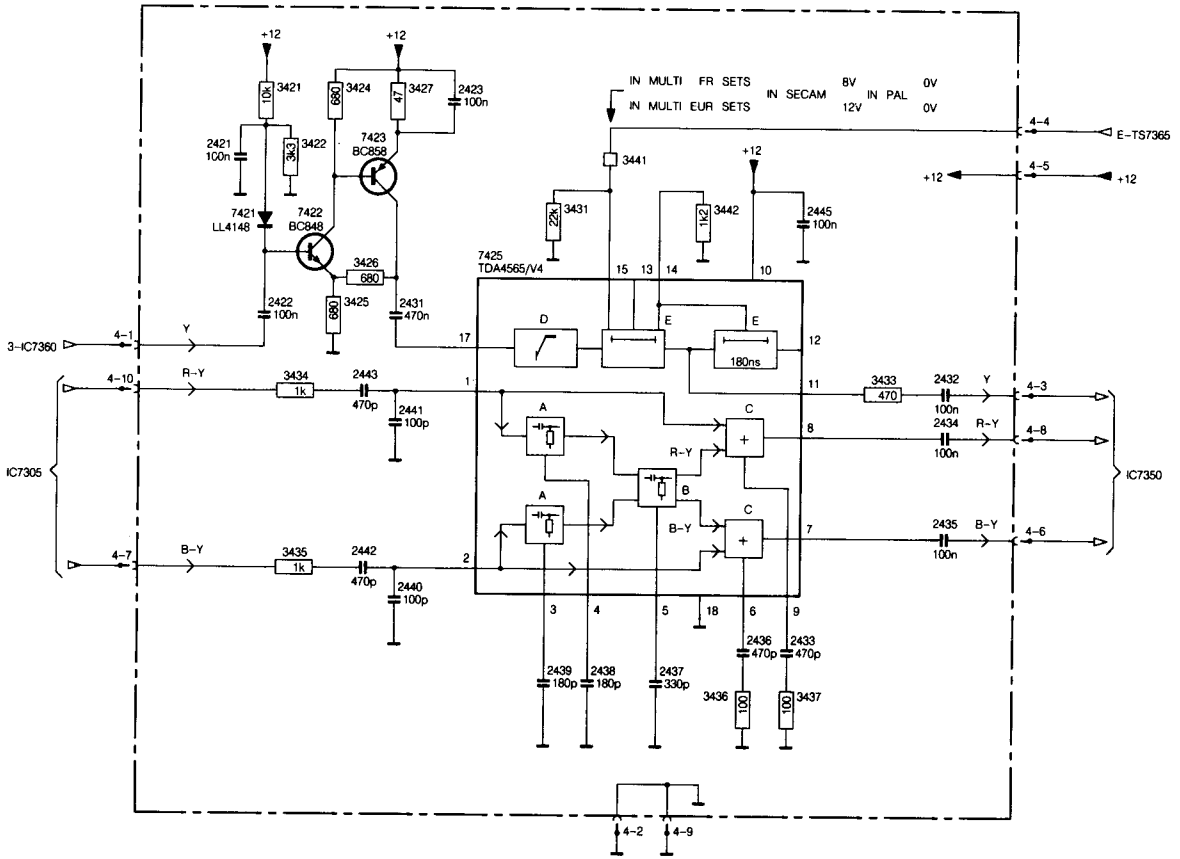 +12
+12
10k
3421
680
3424
47
3427
2423
100n
2421
100n
3k3
3422
7423
BC858
7421
LL4148
7422
BC848
3426
680
2422
100n
680
3425
2431
470n
IN MULTI FR SETS
IN MULTI EUR SETS
IN SECAM
8V
12V
IN PAL
0V
0V
4-4
E-TS7365
+12
4-5
+12
3441
+12
22k
3431
1k2
3442
2445
100n
7425
TDA4565/V4
15
13
14
10
3-IC7360
4-1
Y
17
D
E
E
180ns
12
4-10
R-Y
3434
1k
2443
470p
2441
100p
1
11
3433
470
2432
100n
Y
4-3
2434
100n
R-Y
4-8
8
A
C
+
R-Y
IC7305
A
B
B-Y
C
+
IC7350
4-7
B-Y
3435
1k
2442
470p
2440
100p
2
7
2435
100n
B-Y
4-6
3
4
5
18
6
9
2439
180p
2438
180p
2437
330p
2436
470p
2433
470p
100
3436
100
3437
4-2
4-9